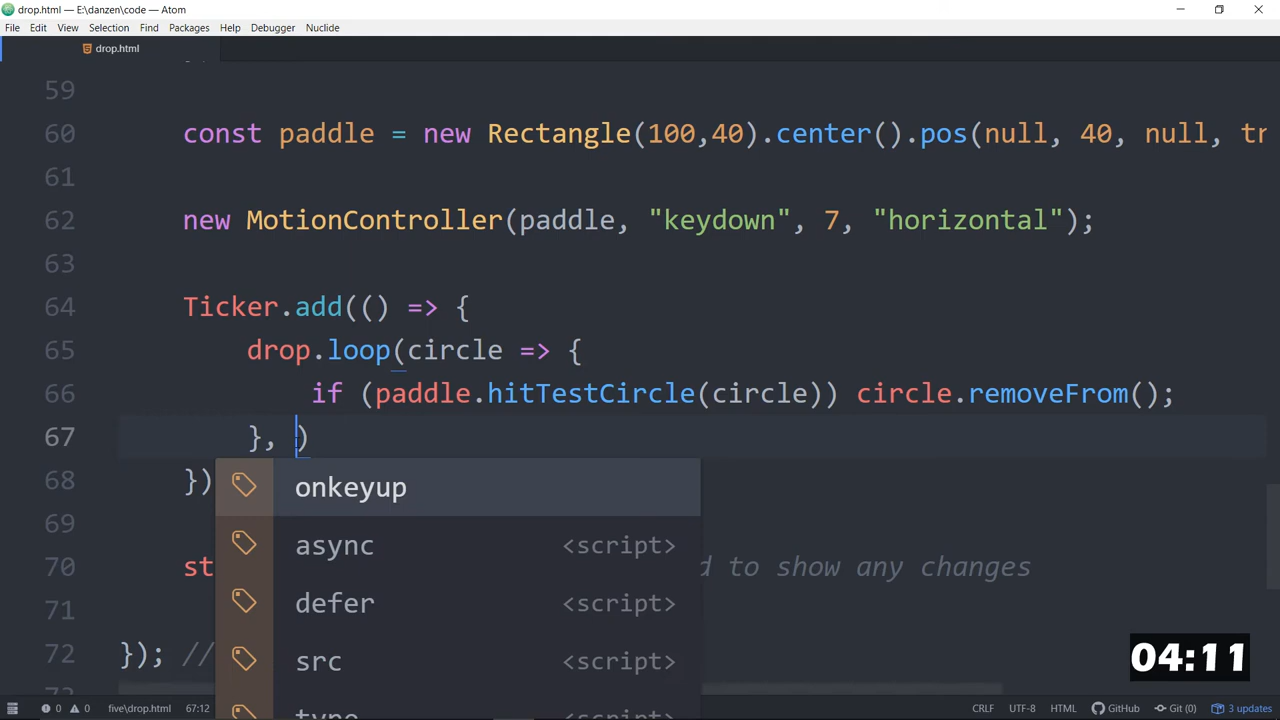 drop.html — E:\danzen\code — Atom
File Edit View Selection Find Packages Help Debugger Nuclide
drop.html
59
60 const paddle = new Rectangle(100,40).center().pos(null, 40, null, tr
61
62 new MotionController(paddle, "keydown", 7, "horizontal");
63
64 Ticker.add(() => {
65 drop.loop(circle => {
66 if (paddle.hitTestCircle(circle)) circle.removeFrom();
67 }, )
68 })
onkeyup
69
async <script>
70 st d to show any changes
defer <script>
71
72 }); //
src <script>
04:11
0 0 five\drop.html 67:12 CRLF UTF-8 HTML GitHub Git (0) 3 updates